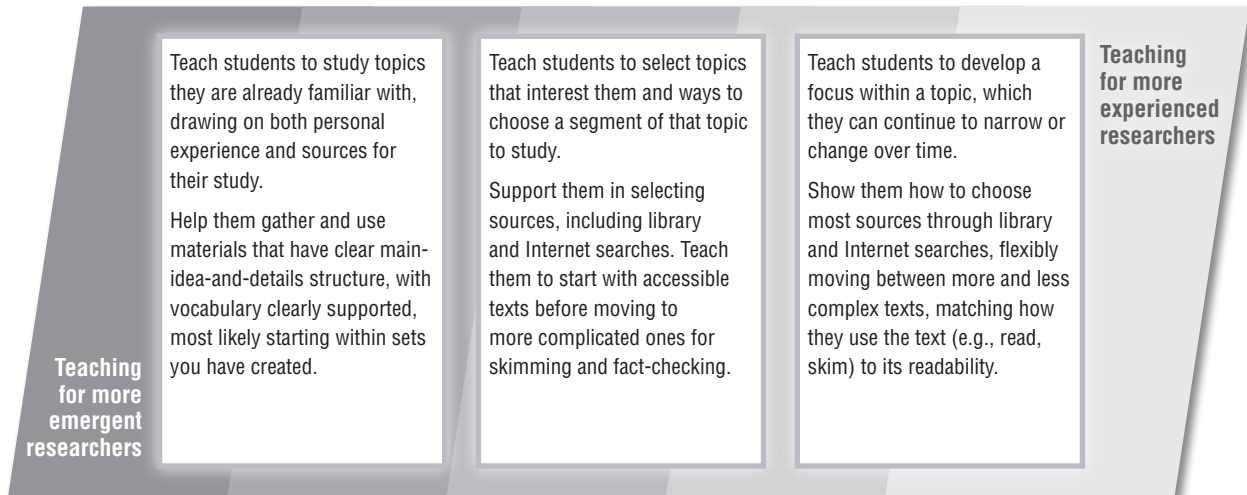 Teach students to study topics
they are already familiar with,
drawing on both personal
experience and sources for
their study.
Help them gather and use
materials that have clear main-
idea-and-details structure, with
vocabulary clearly supported,
most likely starting within sets
you have created.
Teaching
for more
emergent
researchers
Teach students to select topics
that interest them and ways to
choose a segment of that topic
to study.
Support them in selecting
sources, including library
and Internet searches. Teach
them to start with accessible
texts before moving to
more complicated ones for
skimming and fact-checking.
Teach students to develop a
focus within a topic, which
they can continue to narrow or
change over time.
Show them how to choose
most sources through library
and Internet searches, flexibly
moving between more and less
complex texts, matching how
they use the text (e.g., read,
skim) to its readability.
Teaching
for more
experienced
researchers